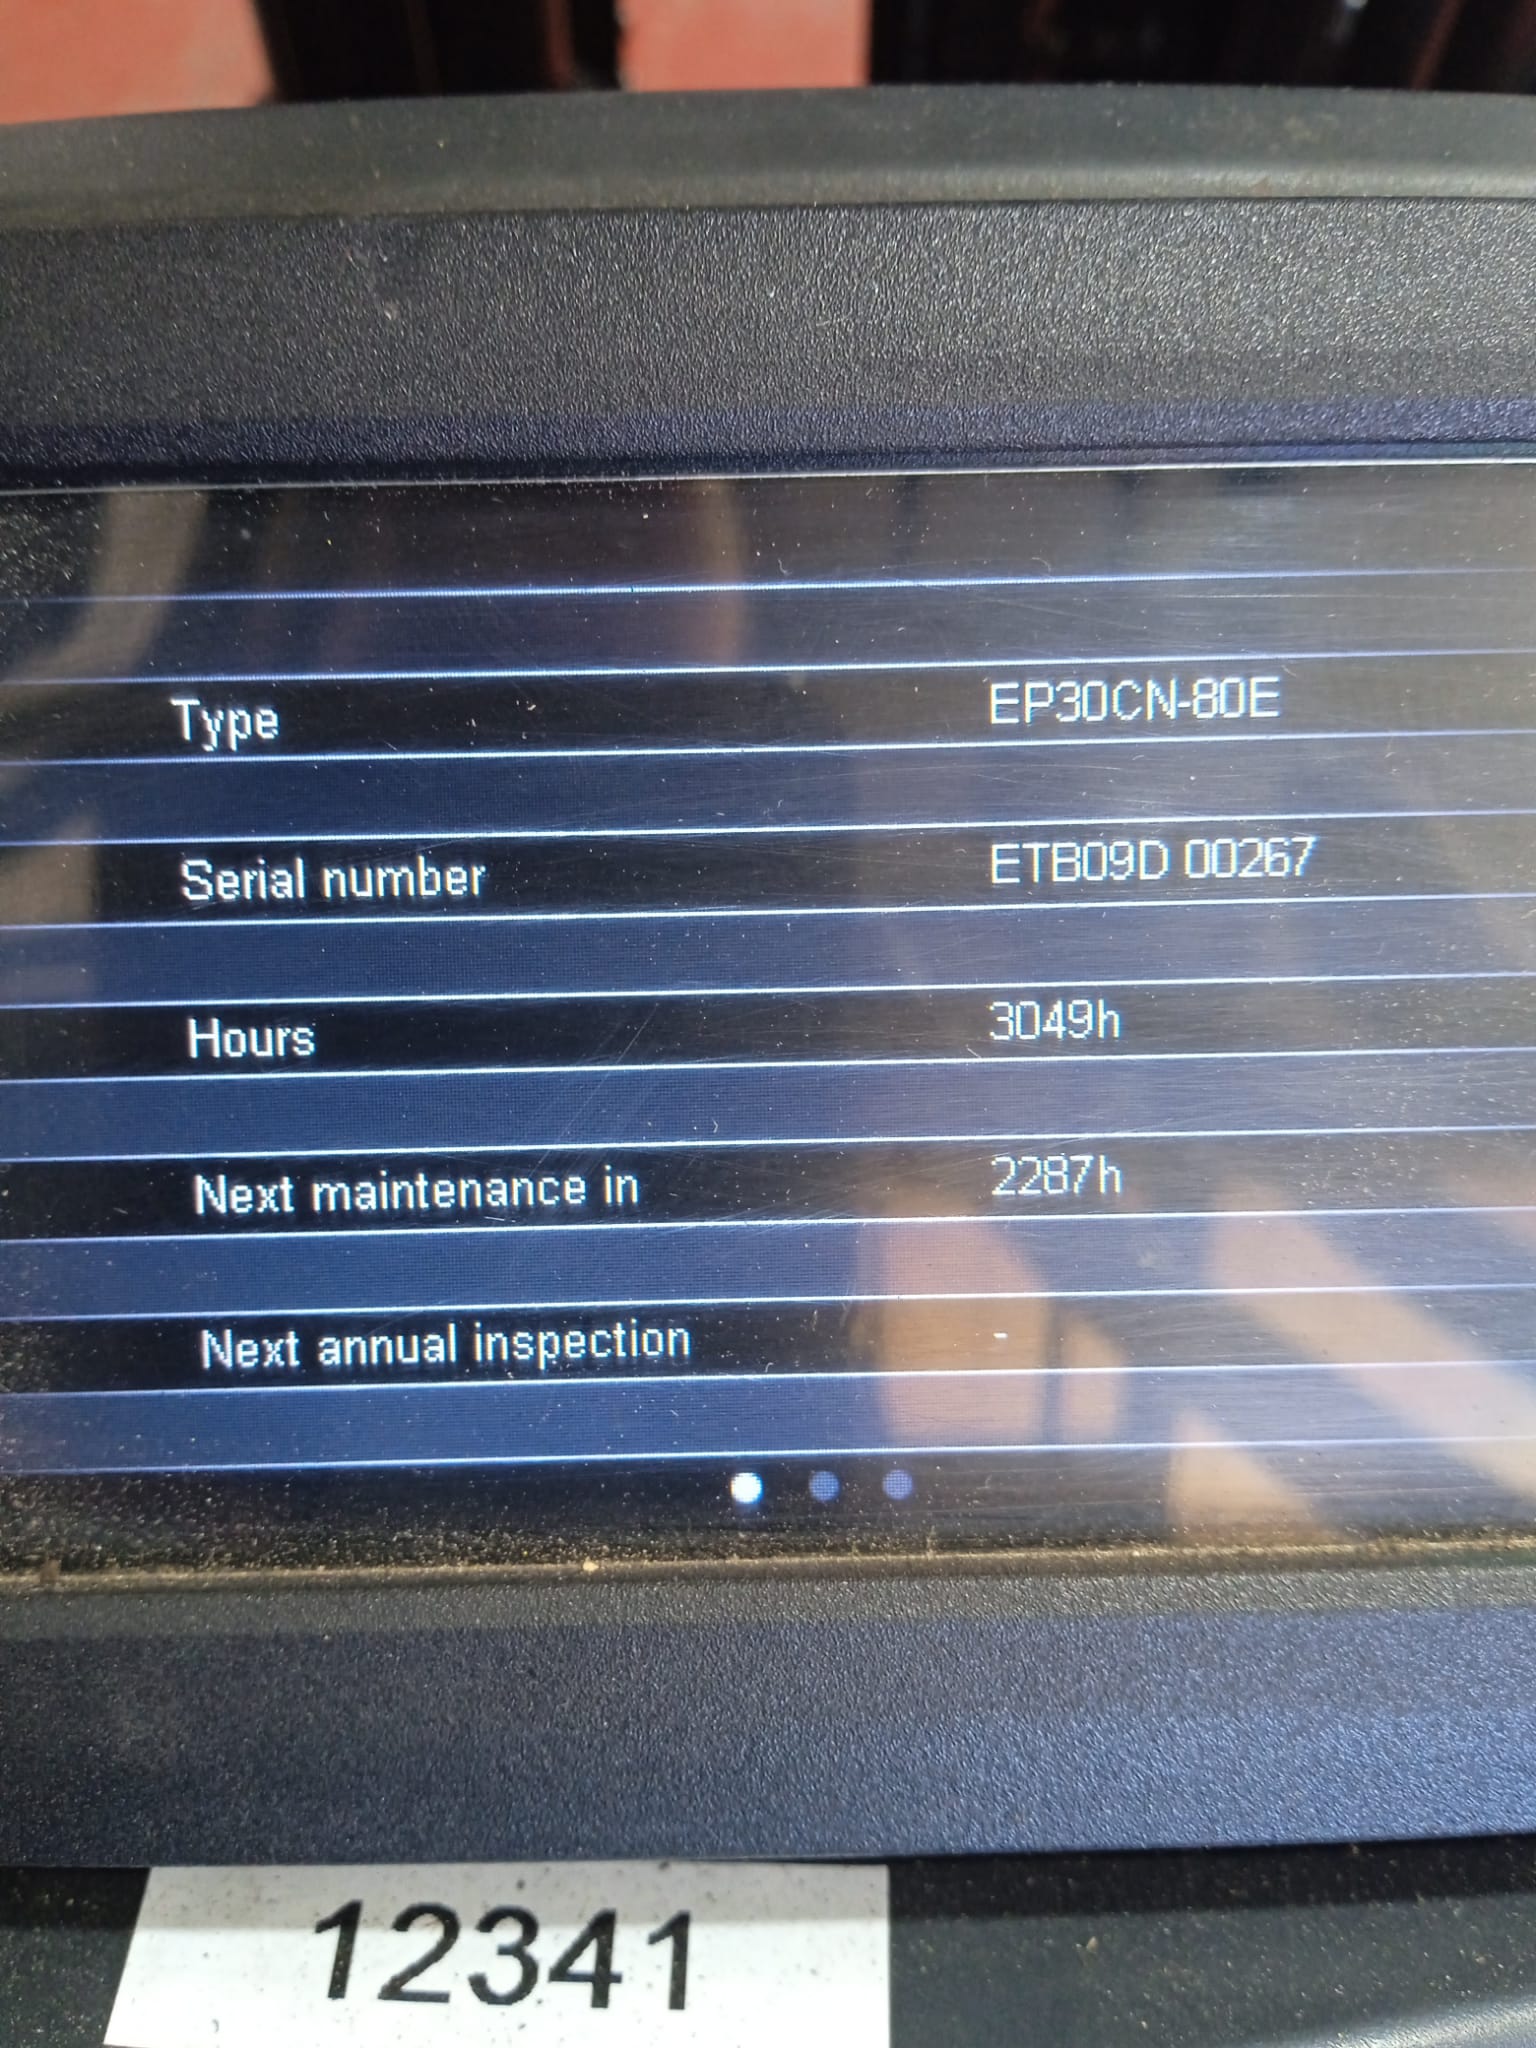 Type EP30CN-80E
Serial number ETB09D 00267
Hours 3049h
Next maintenance in 2287h
Next annual inspection -
12341